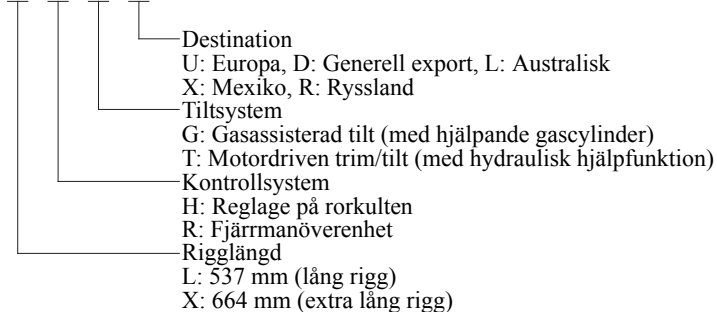 Destination
U: Europa, D: Generell export, L: Australisk
X: Mexiko, R: Ryssland
Tiltsystem
G: Gasassisterad tilt (med hjälpande gascylinder)
T: Motordriven trim/tilt (med hydraulisk hjälpfunktion)
Kontrollsystem
H: Reglage på rorkulten
R: Fjärrmanöverenhet
Rigglängd
L: 537 mm (lång rigg)
X: 664 mm (extra lång rigg)